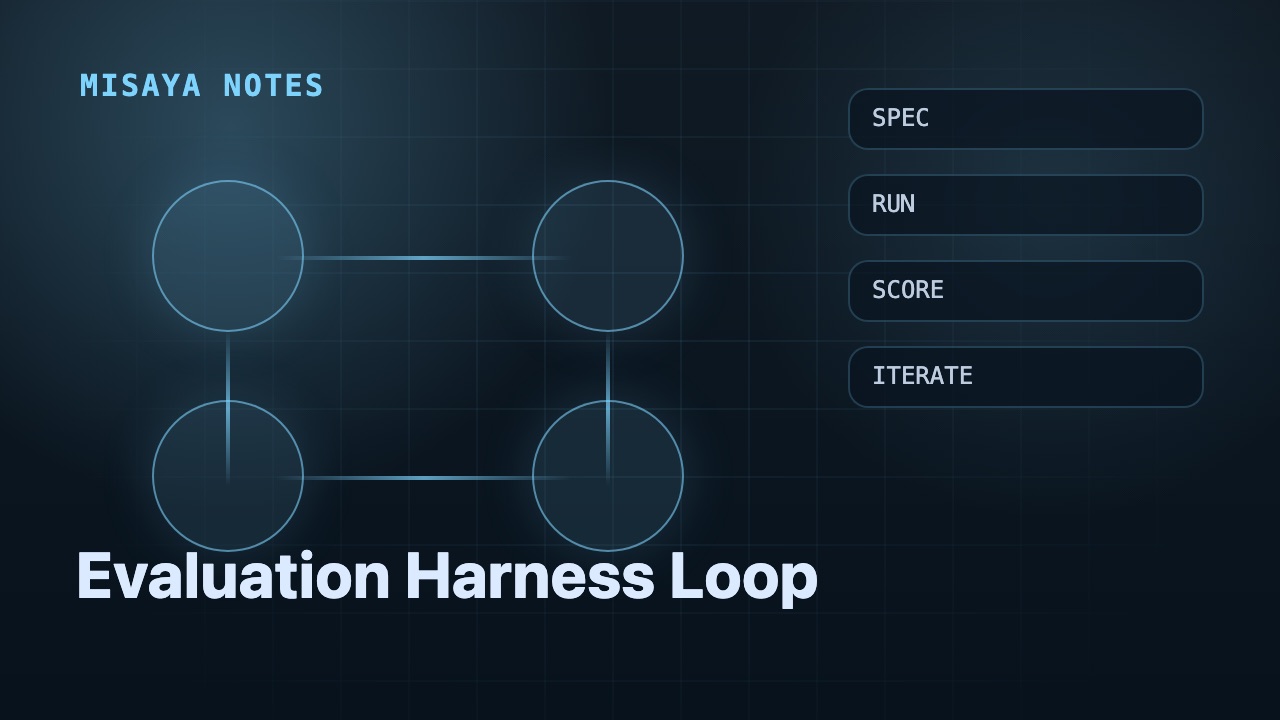 MISAYA NOTES
SPEC
RUN
SCORE
ITERATE
Evaluation Harness Loop